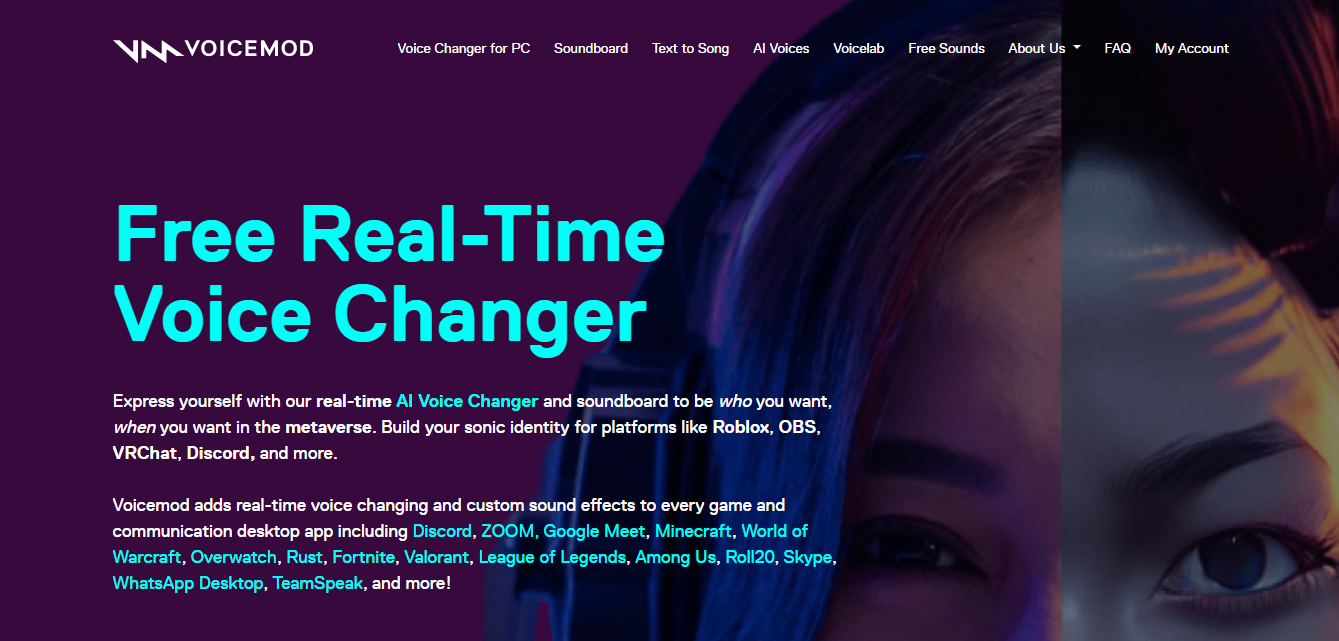 VOICEMOD
Voice Changer for PC Soundboard Text to Song AI Voices Voicelab Free Sounds About Us FAQ My Account
Free Real-Time
Voice Changer
Express yourself with our real-time AI Voice Changer and soundboard to be who you want,
when you want in the metaverse. Build your sonic identity for platforms like Roblox, OBS,
VRChat, Discord, and more.
Voicemod adds real-time voice changing and custom sound effects to every game and
communication desktop app including Discord, ZOOM, Google Meet, Minecraft, World of
Warcraft, Overwatch, Rust, Fortnite, Valorant, League of Legends, Among Us, Roll20, Skype,
WhatsApp Desktop, TeamSpeak, and more!